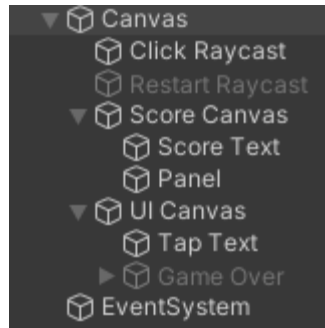 Canvas
Click Raycast
Restart Raycast
Score Canvas
Score Text
Panel
UI Canvas
Tap Text
Game Over
EventSystem